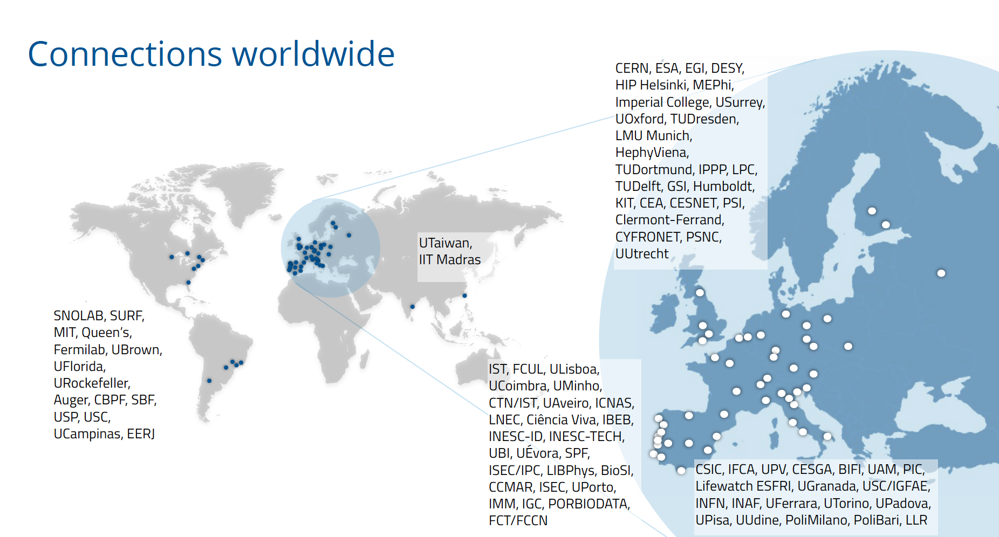 Connections worldwide
CERN, ESA, EGI, DESY,
HIP Helsinki, MEPhi,
Imperial College, USurrey,
UOxford, TUDresden,
LMU Munich,
HephyViena,
TUDortmund, IPPP, LPC,
TUDelft, GSI, Humboldt,
KIT, CEA, CESNET, PSI,
Clermont-Ferrand,
CYFRONET, PSNC,
UUtrecht
UTaiwan,
IIT Madras
SNOLAB, SURF,
MIT, Queen’s,
Fermilab, UBrown,
UFlorida,
URockefeller,
Auger, CBPF, SBF,
USP, USC,
UCampinas, EERJ
IST, FCUL, ULisboa,
UCoimbra, UMinho,
CTN/IST, UAveiro, ICNAS,
LNEC, Ciência Viva, IBEB,
INESC-ID, INESC-TECH,
UBI, UÉvora, SPF,
ISEC/IPC, LIBPhys, BioSI,
CCMAR, ISEC, UPorto,
IMM, IGC, PORBIODATA,
FCT/FCCN
CSIC, IFCA, UPV, CESGA, BIFI, UAM, PIC,
Lifewatch ESFRI, UGranada, USC/IGFAE,
INFN, INAF, UFerrara, UTorino, UPadova,
UPisa, UUdine, PoliMilano, PoliBari, LLR